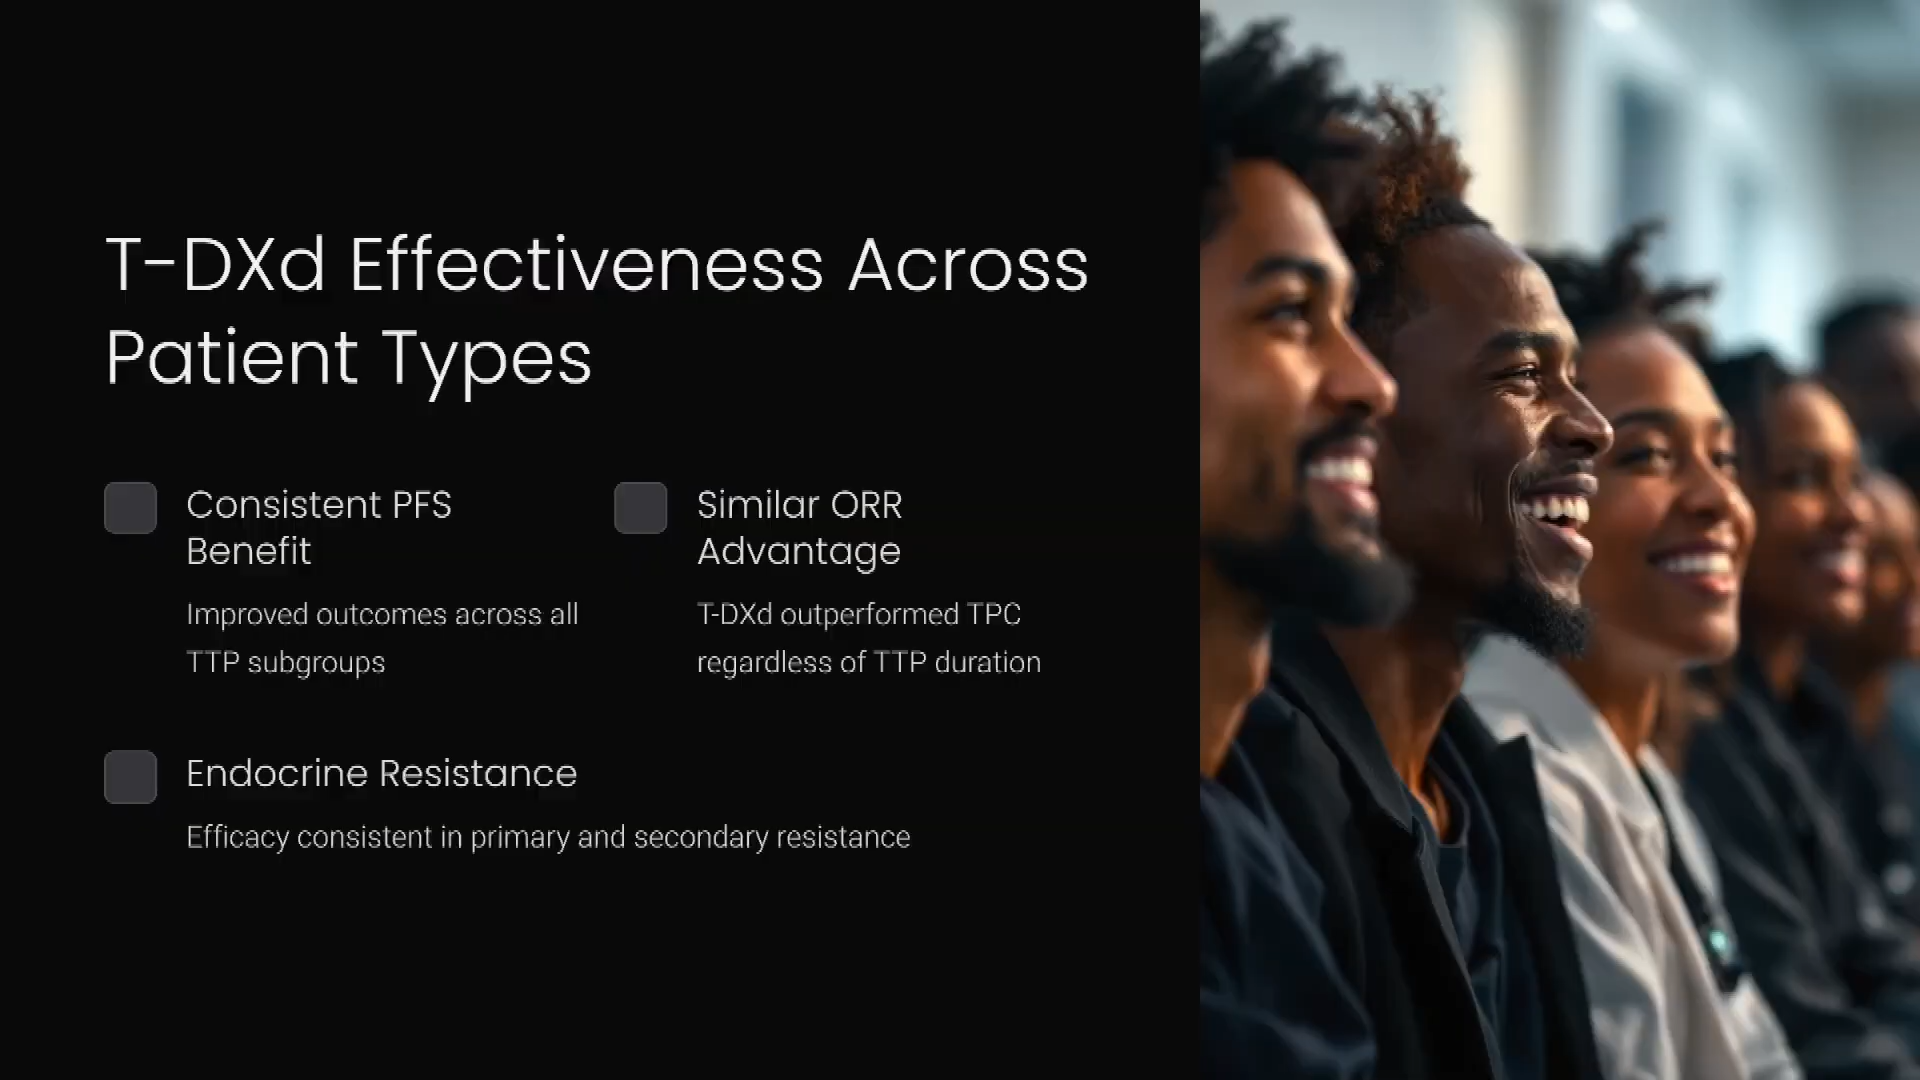 T-DXd Effectiveness Across
Patient Types
Consistent PFS
Benefit
Improved outcomes across all
TTP subgroups
Similar ORR
Advantage
T-DXd outperformed TPC
regardless of TTP duration
Endocrine Resistance
Efficacy consistent in primary and secondary resistance